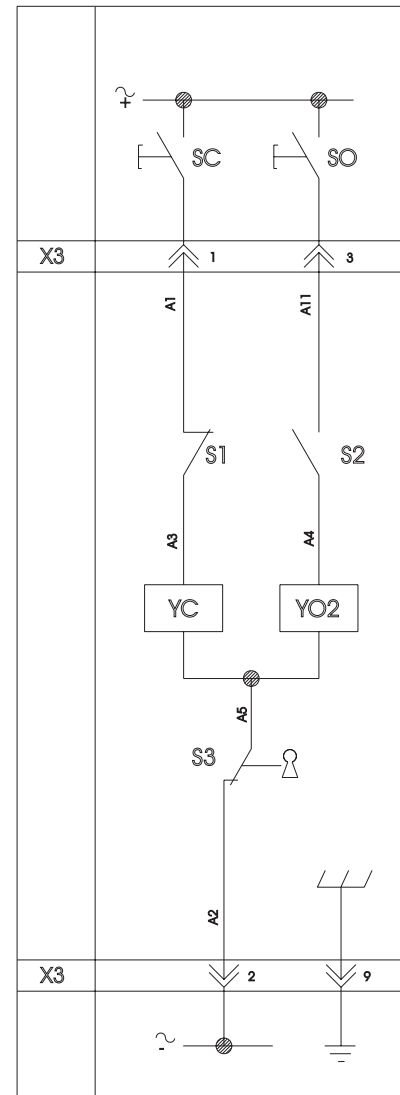 ~
+
SC SO
X3 1 3
A1 A11
S1 S2
A3 A4
YC YO2
A5
S3
A2
X3 2 9
~
-